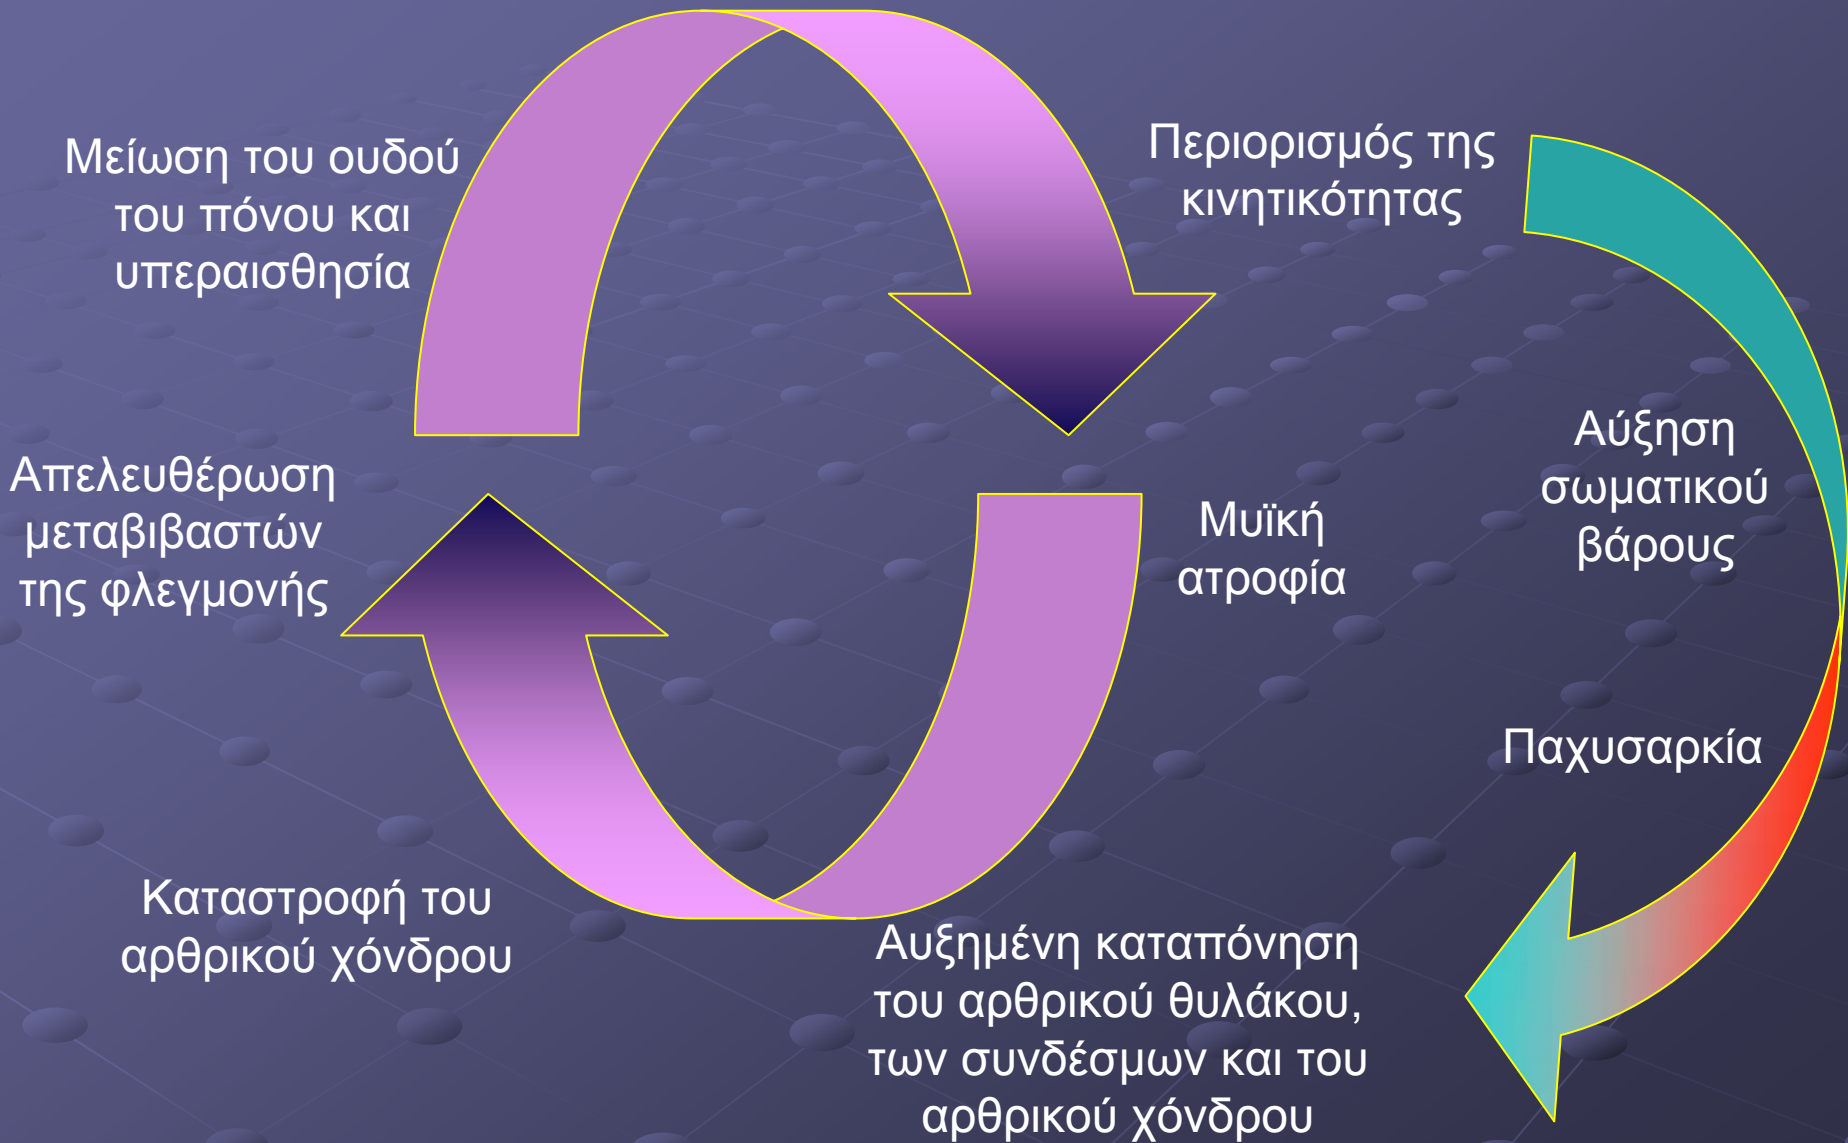 Μείωση του ουδού
του πόνου και
υπεραισθησία
Περιορισμός της
κινητικότητας
Αύξηση
σωματικού
βάρους
Απελευθέρωση
μεταβιβαστών
της φλεγμονής
Μυϊκή
ατροφία
Παχυσαρκία
Καταστροφή του
αρθρικού χόνδρου
Αυξημένη καταπόνηση
του αρθρικού θυλάκου,
των συνδέσμων και του
αρθρικού χόνδρου